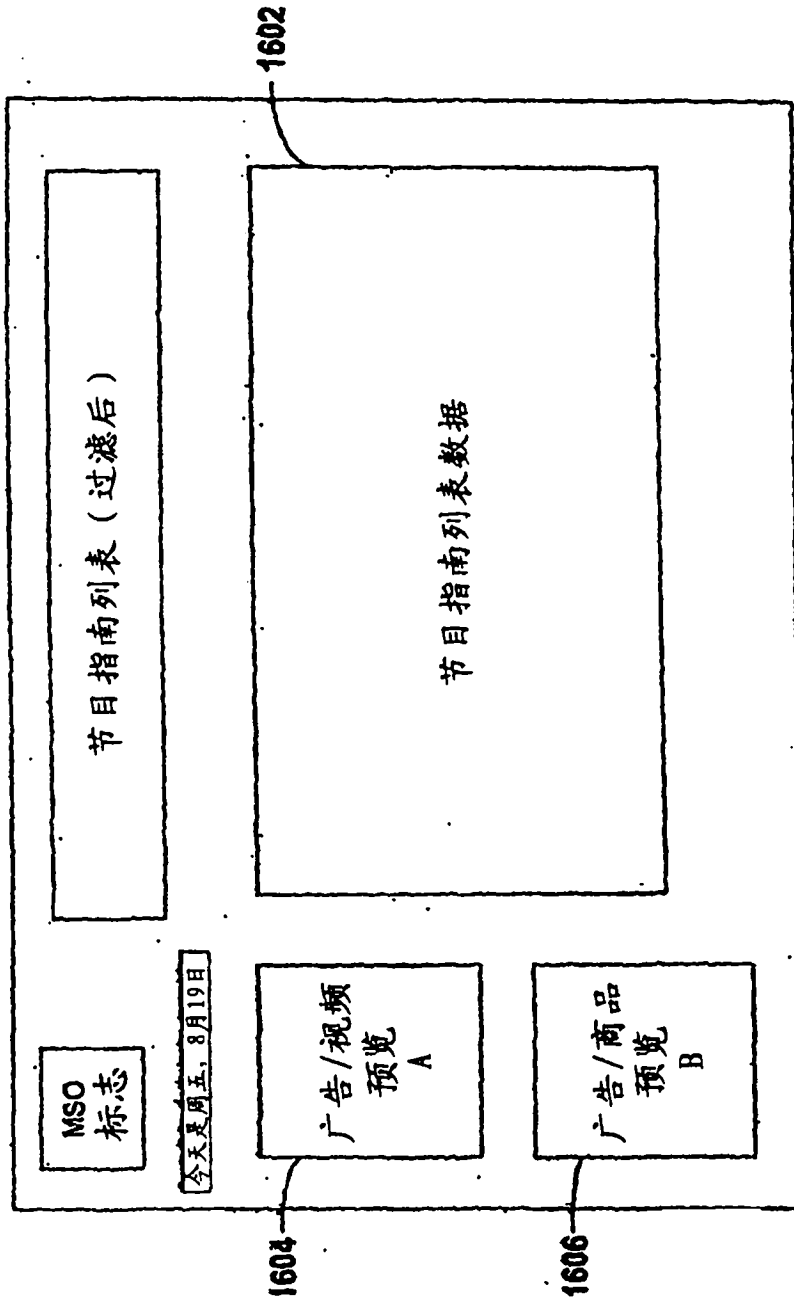 MSO
标志
节目指南列表（过滤后）
今天是周五，8月19日
广告/视频
预览
A
节目指南列表数据
广告/商品
预览
B
1602
1604
1606